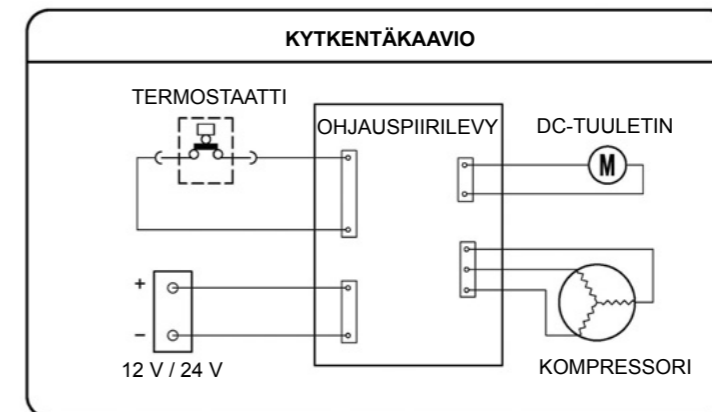 KYTKENTÄKAAVIO
TERMOSTAATTI
OHJAUSPIIRILEVY
DC-TUULETIN
M
+
–
12 V / 24 V
KOMPRESSORI